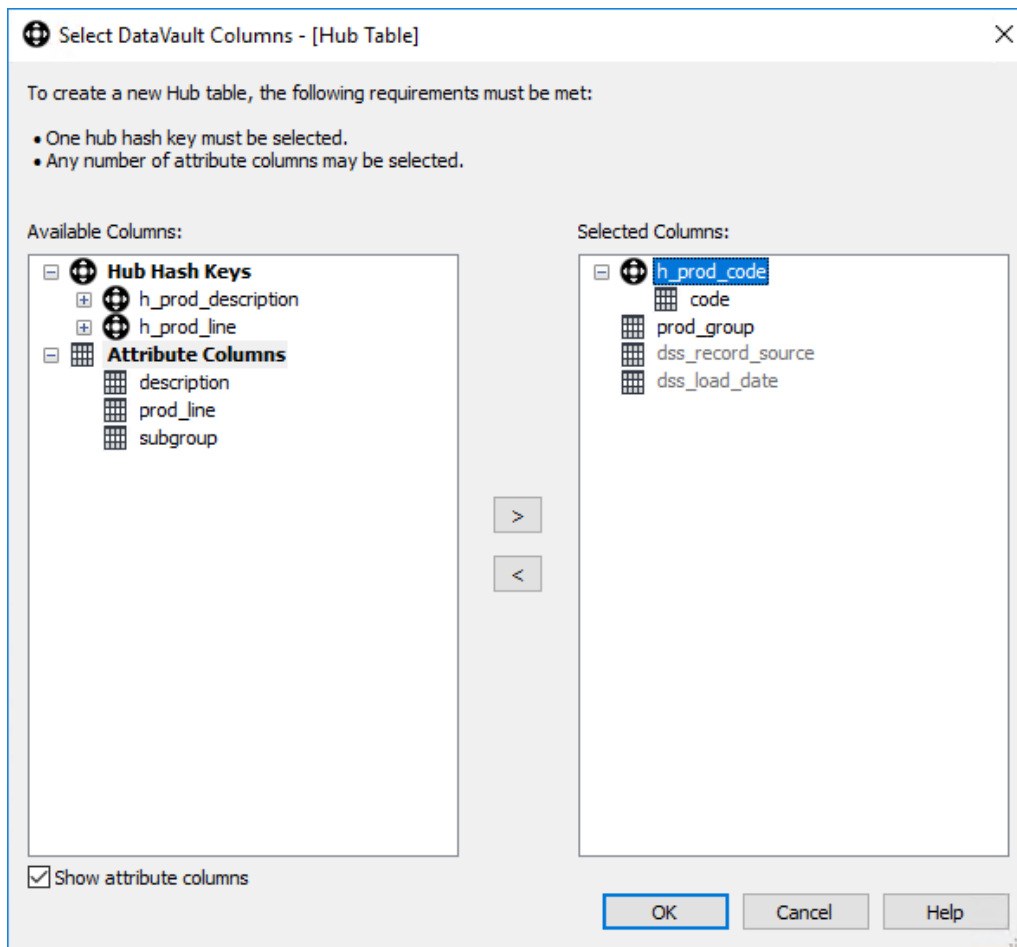 Select DataVault Columns - [Hub Table]
To create a new Hub table, the following requirements must be met:
• One hub hash key must be selected.
• Any number of attribute columns may be selected.
Available Columns:
Hub Hash Keys
h_prod_description
h_prod_line
Attribute Columns
description
prod_line
subgroup
>
<
Selected Columns:
h_prod_code
code
prod_group
dss_record_source
dss_load_date
Show attribute columns
OK
Cancel
Help